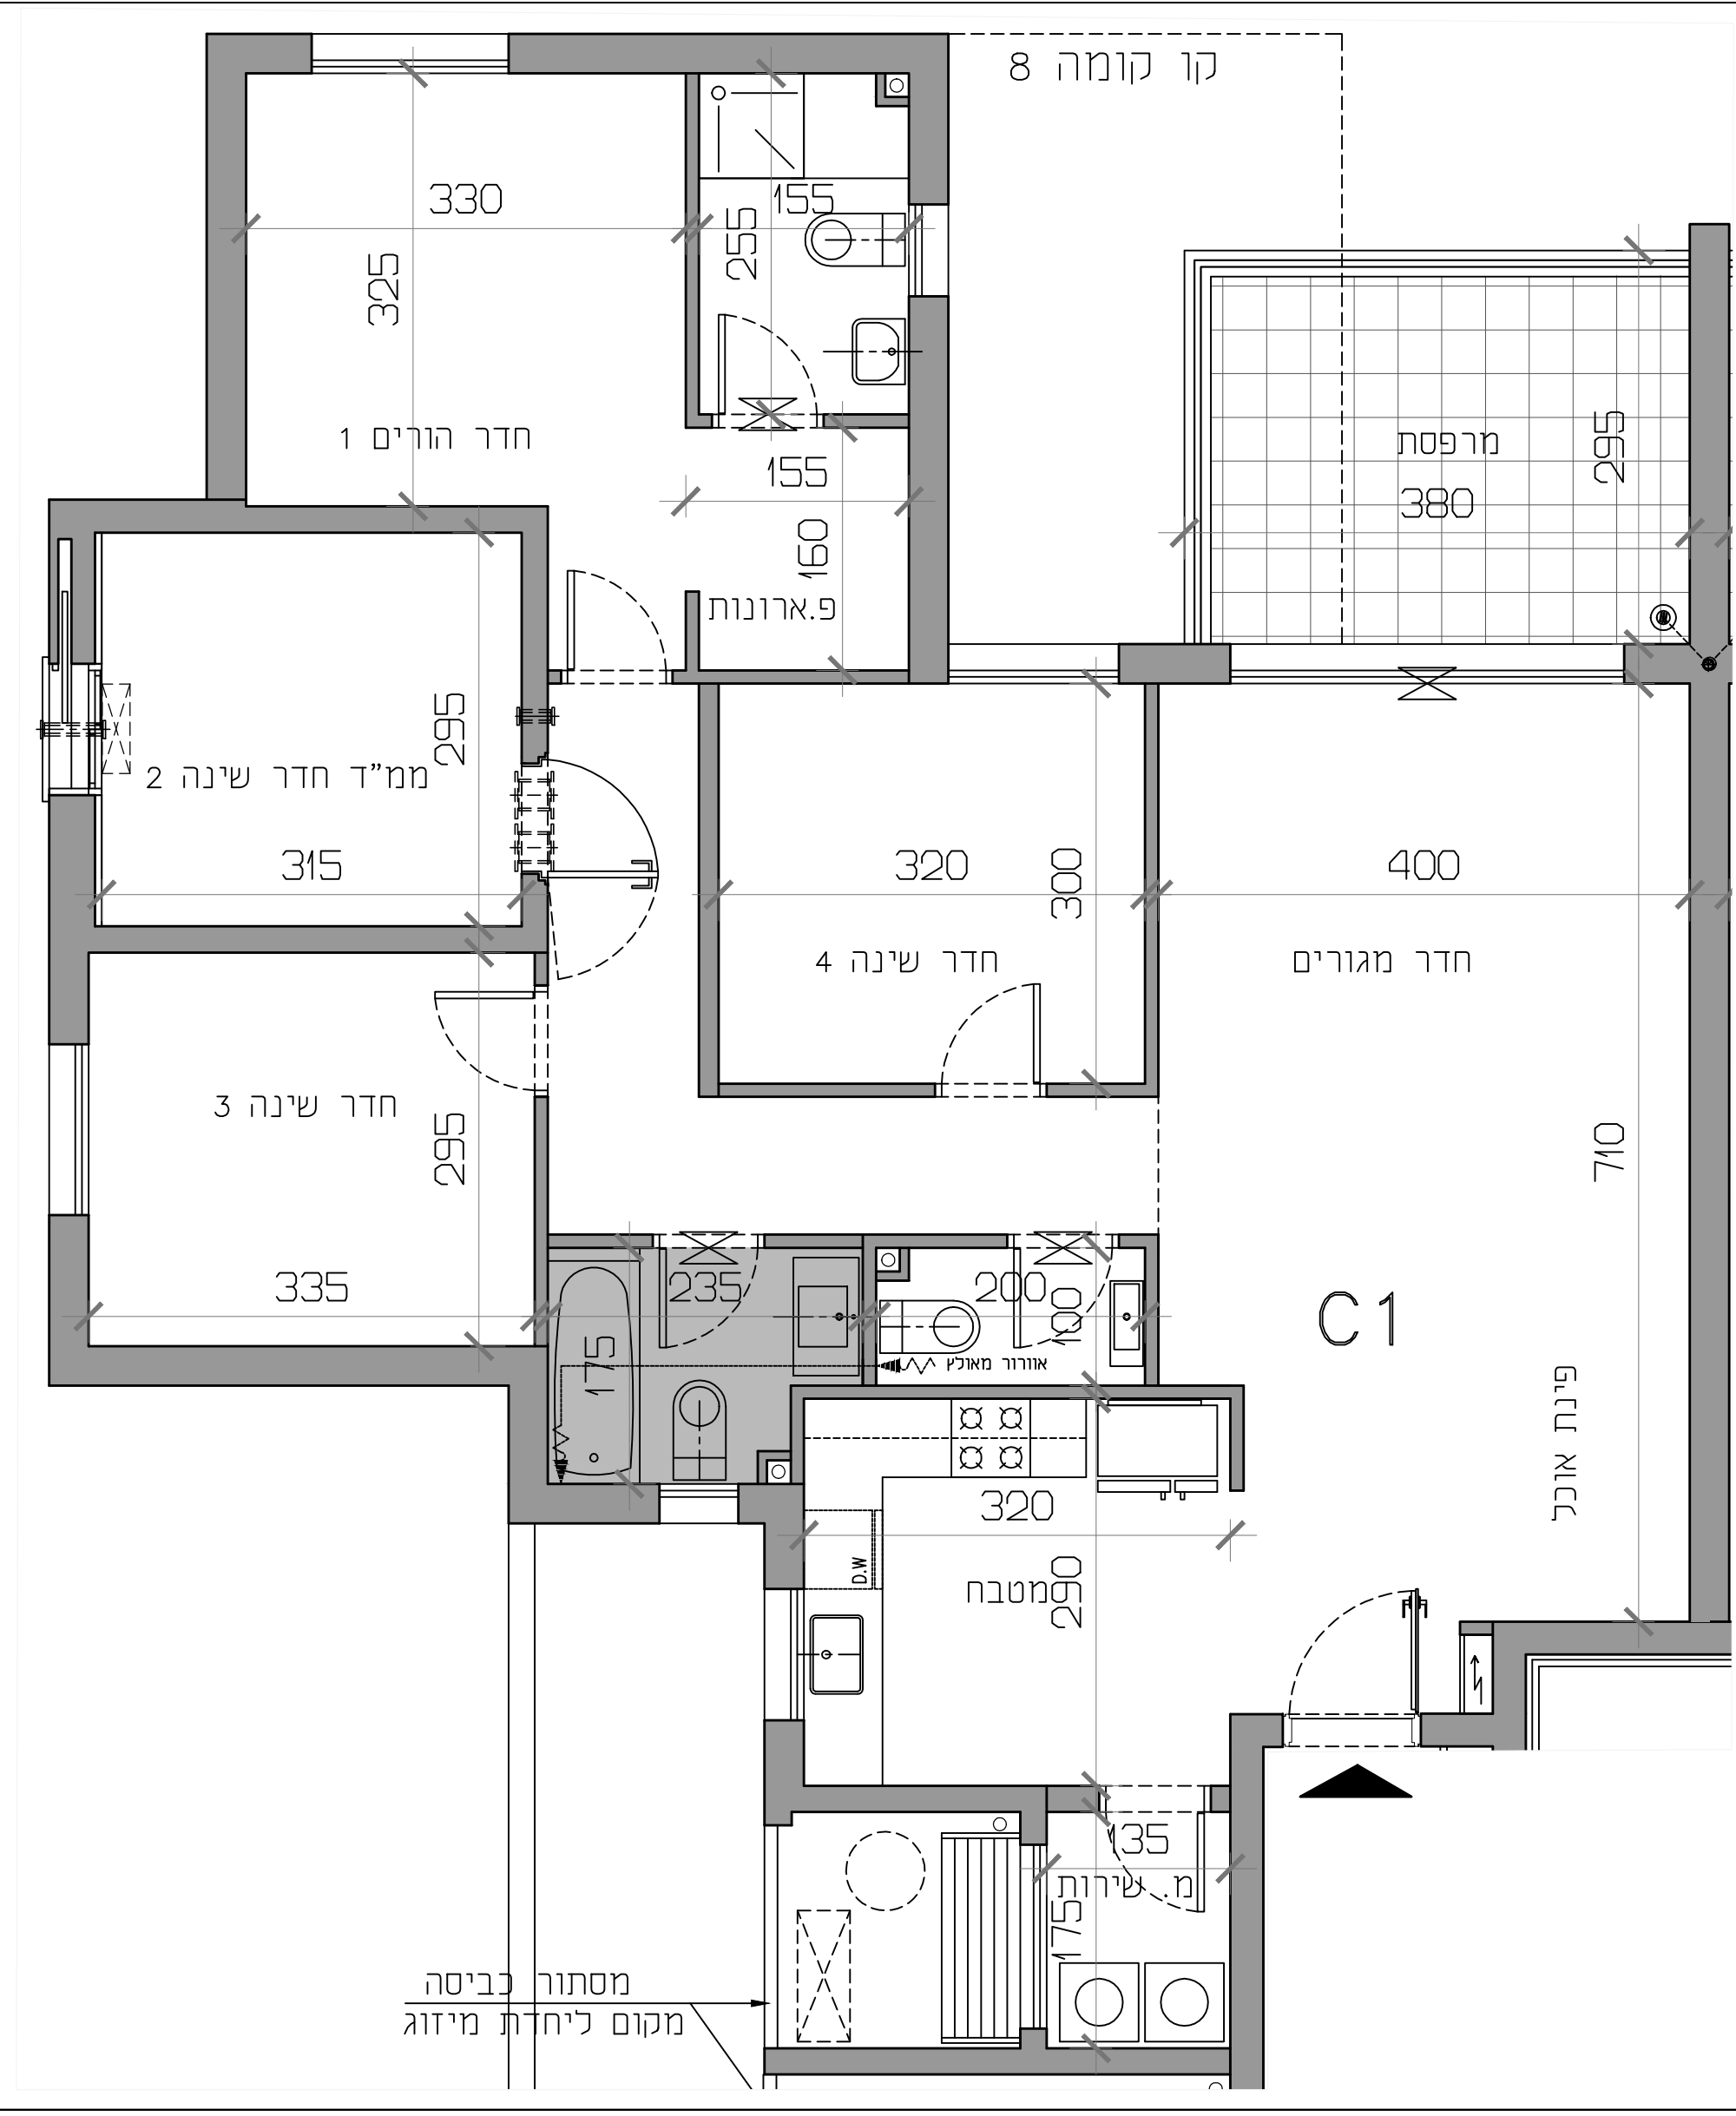 קו קומה 8
330
155
255
325
חדר הורים 1
155
160
פ.ארונות
מרפסת
380
295
295
ממ"ד חדר שינה 2
315
320
300
חדר שינה 4
400
חדר מגורים
710
חדר שינה 3
295
335
235
175
200
100
אוורור מאולץ
C1
פינת אוכל
320
D.W
מטבח
290
135
מ. שירות
175
מסתור כביסה
מקום ליחדת מיזוג